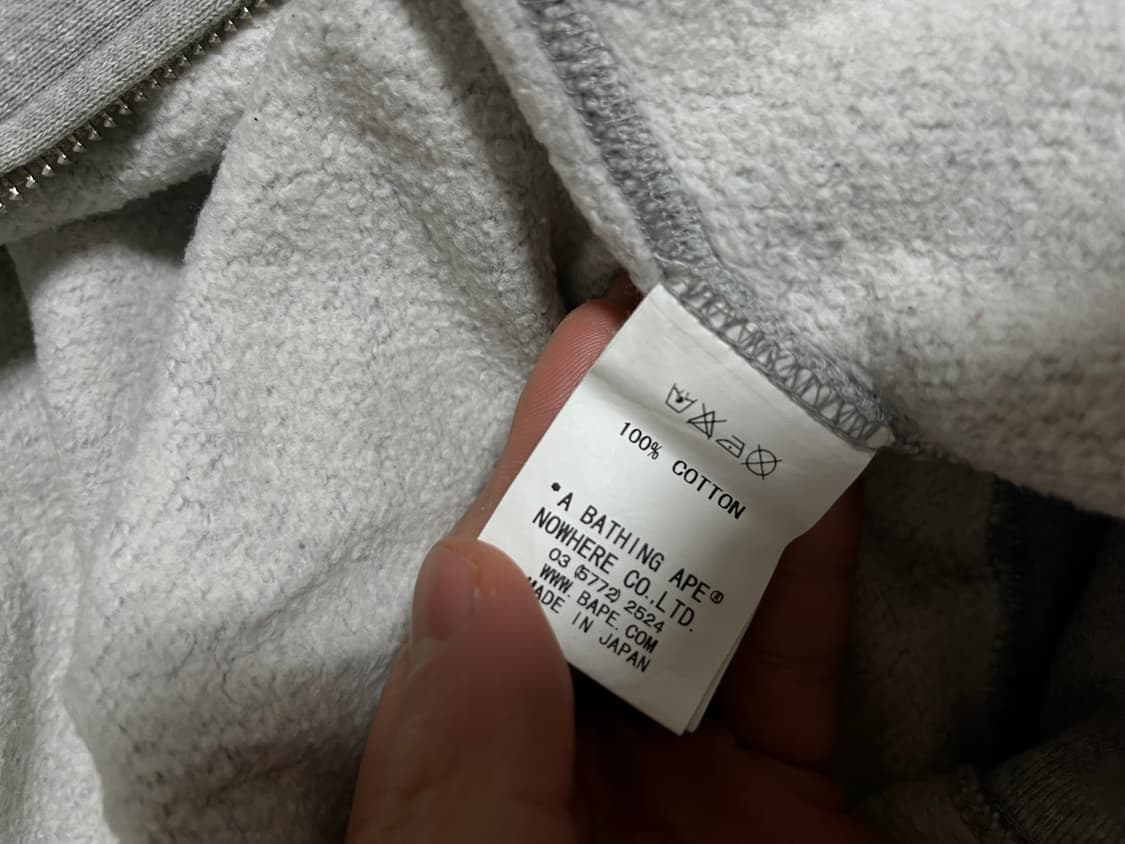 100% COTTON
•A BATHING APE®
NOWHERE CO.,LTD.
03 (5772) 2524
WWW. BAPE. COM
MADE IN JAPAN